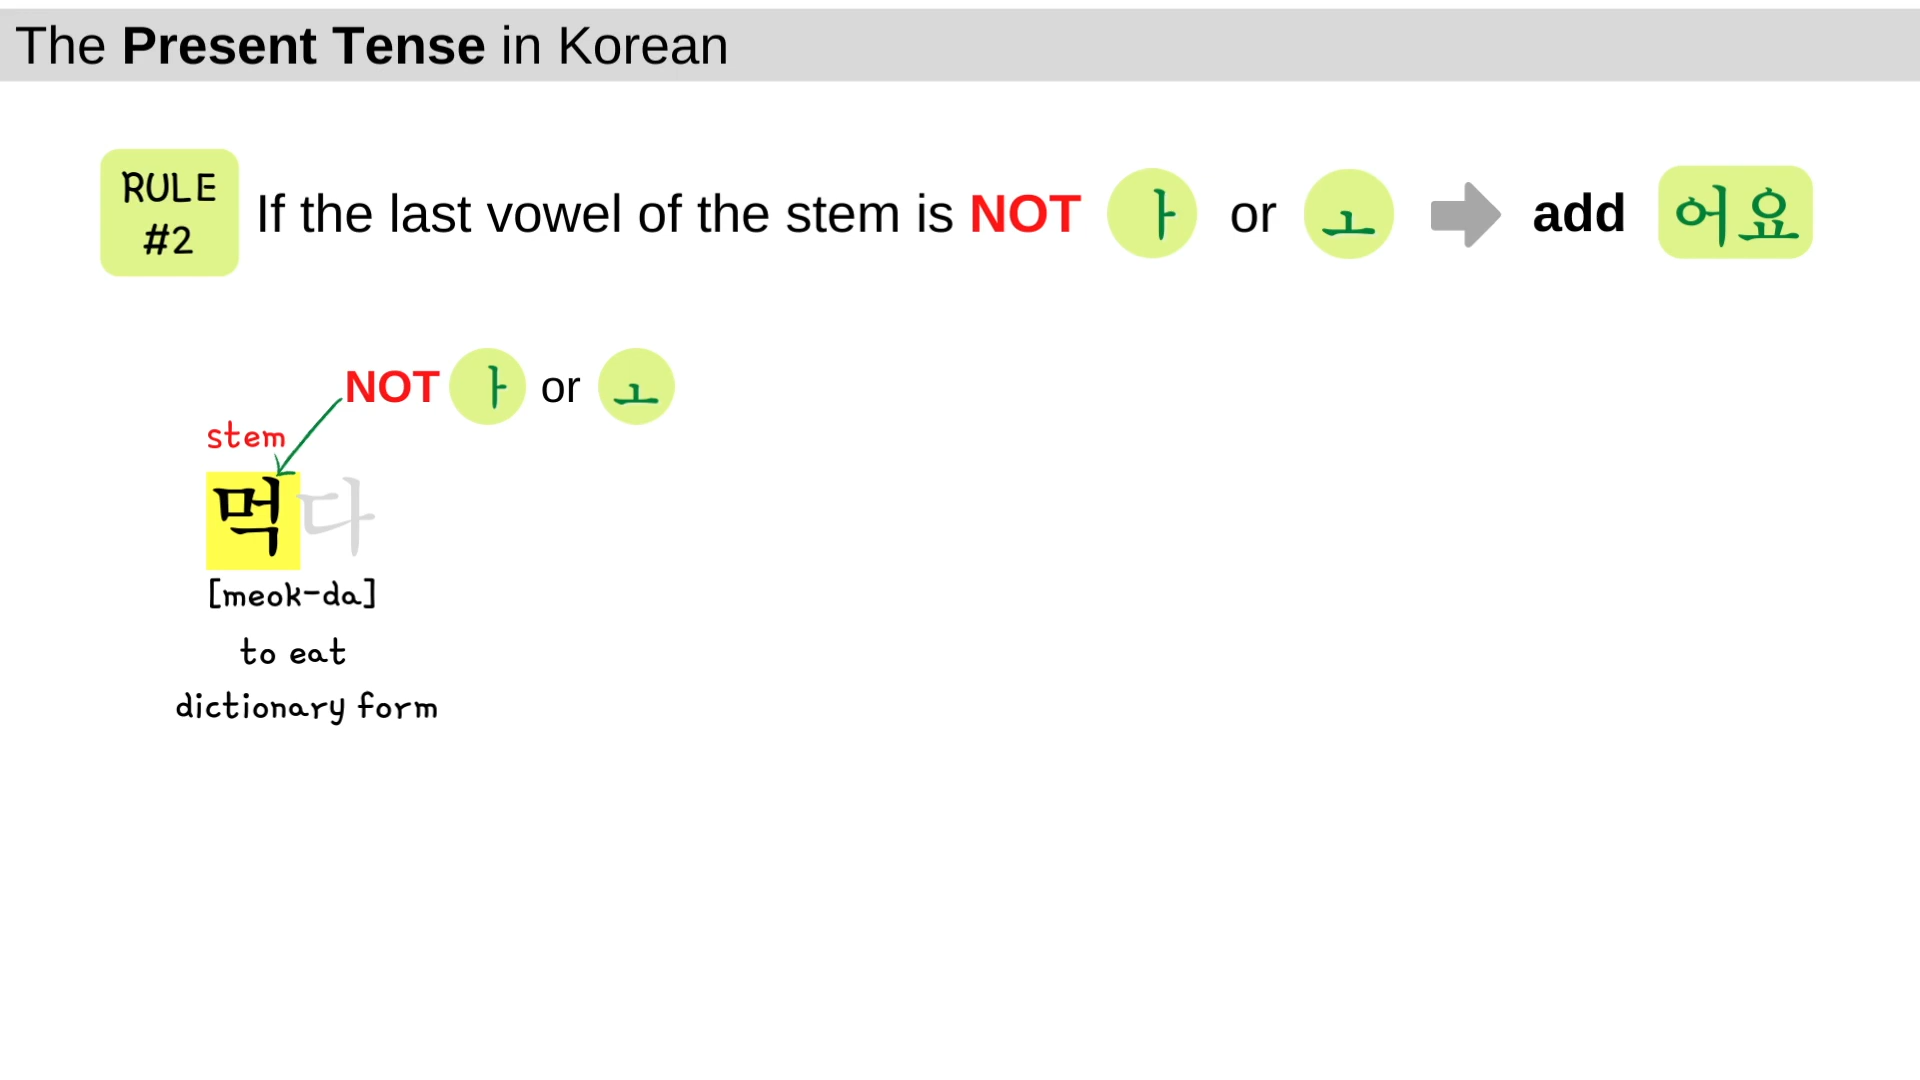 The Present Tense in Korean
RULE #2 If the last vowel of the stem is NOT ㅏ or ㅗ add 어요
NOT ㅏ or ㅗ
stem
먹다
[meok-da]
to eat
dictionary form